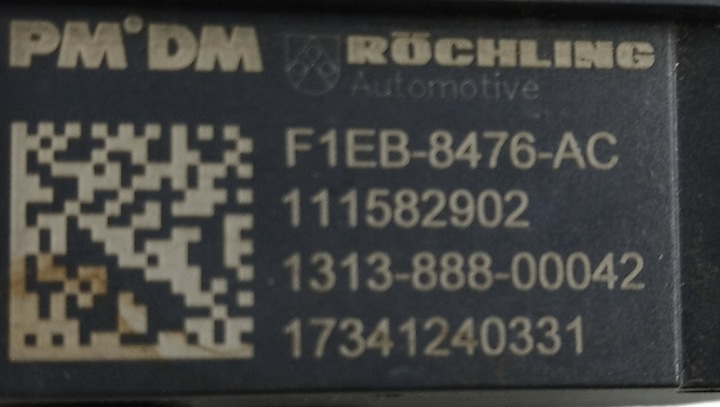 PM°DM RÖCHLING
Automotive
F1EB-8476-AC
111582902
1313-888-00042
17341240331